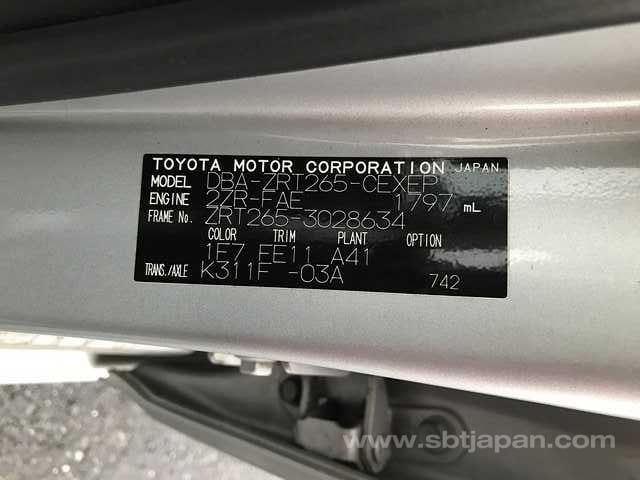 TOYOTA MOTOR CORPORATION JAPAN
MODEL DBA-ZRT265-CEXEP
ENGINE 2ZR-FAE 1797 mL
FRAME No. ZRT265-3028634
COLOR TRIM PLANT OPTION
1E7 FE11 A41
TRANS./AXLE K311F -03A 742
www.sbtjapan.com